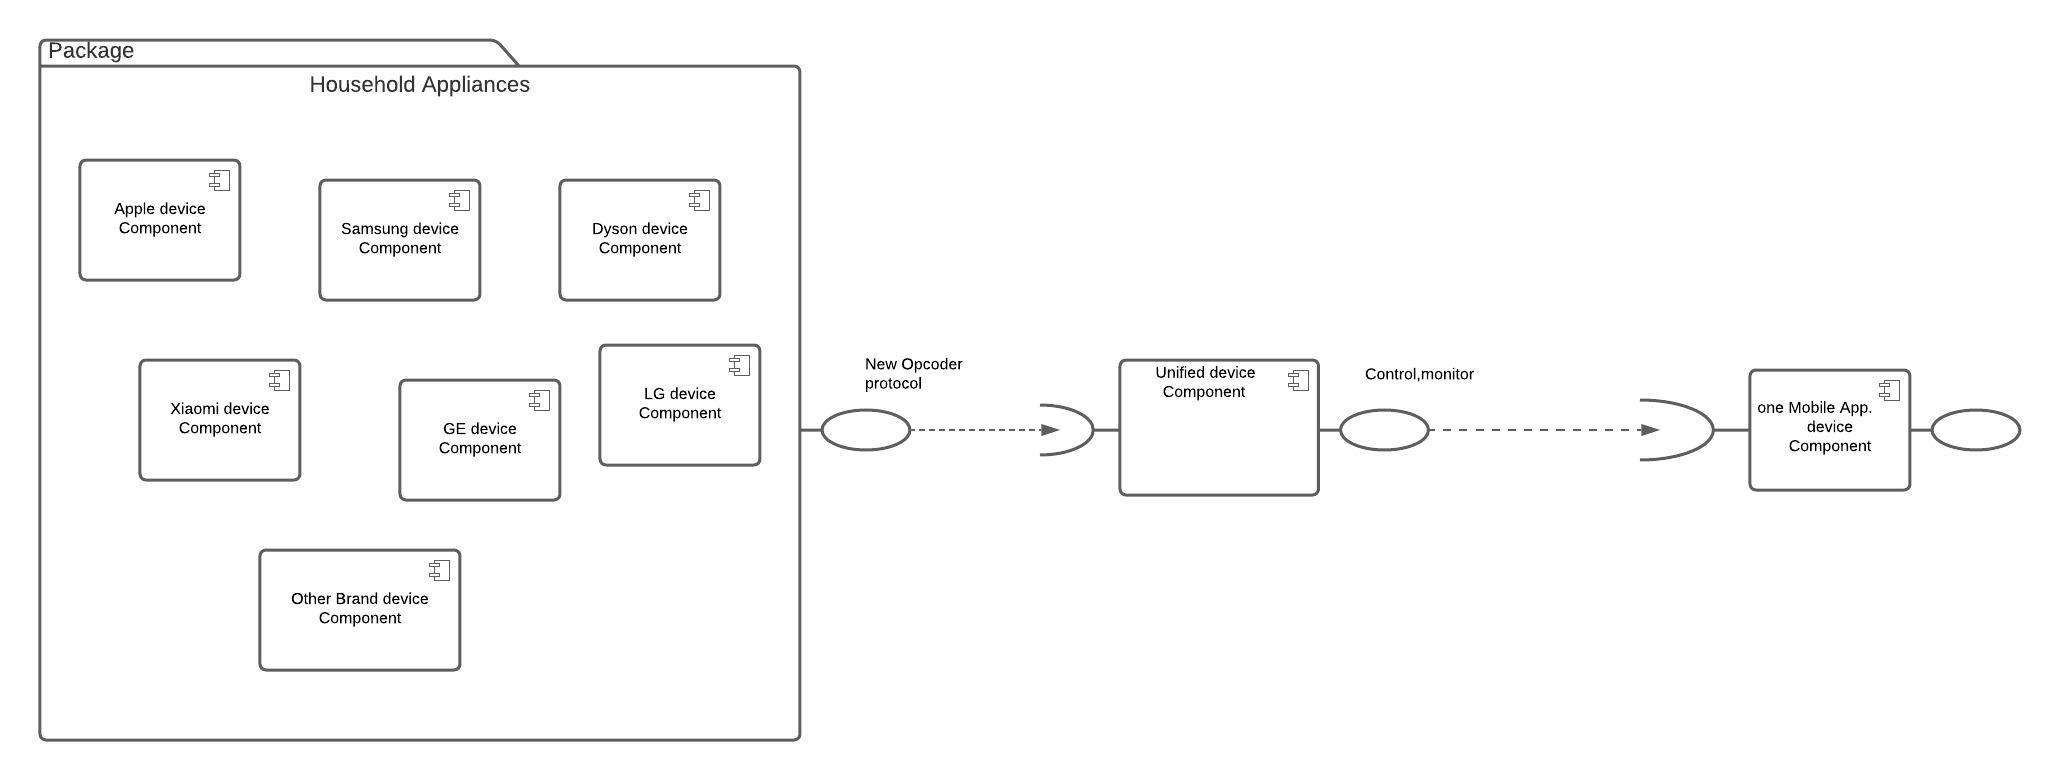 Package
Household Appliances
Apple device
Component
Samsung device
Component
Dyson device
Component
Xiaomi device
Component
GE device
Component
LG device
Component
Other Brand device
Component
New Opcoder
protocol
Unified device
Component
Control,monitor
one Mobile App.
device
Component